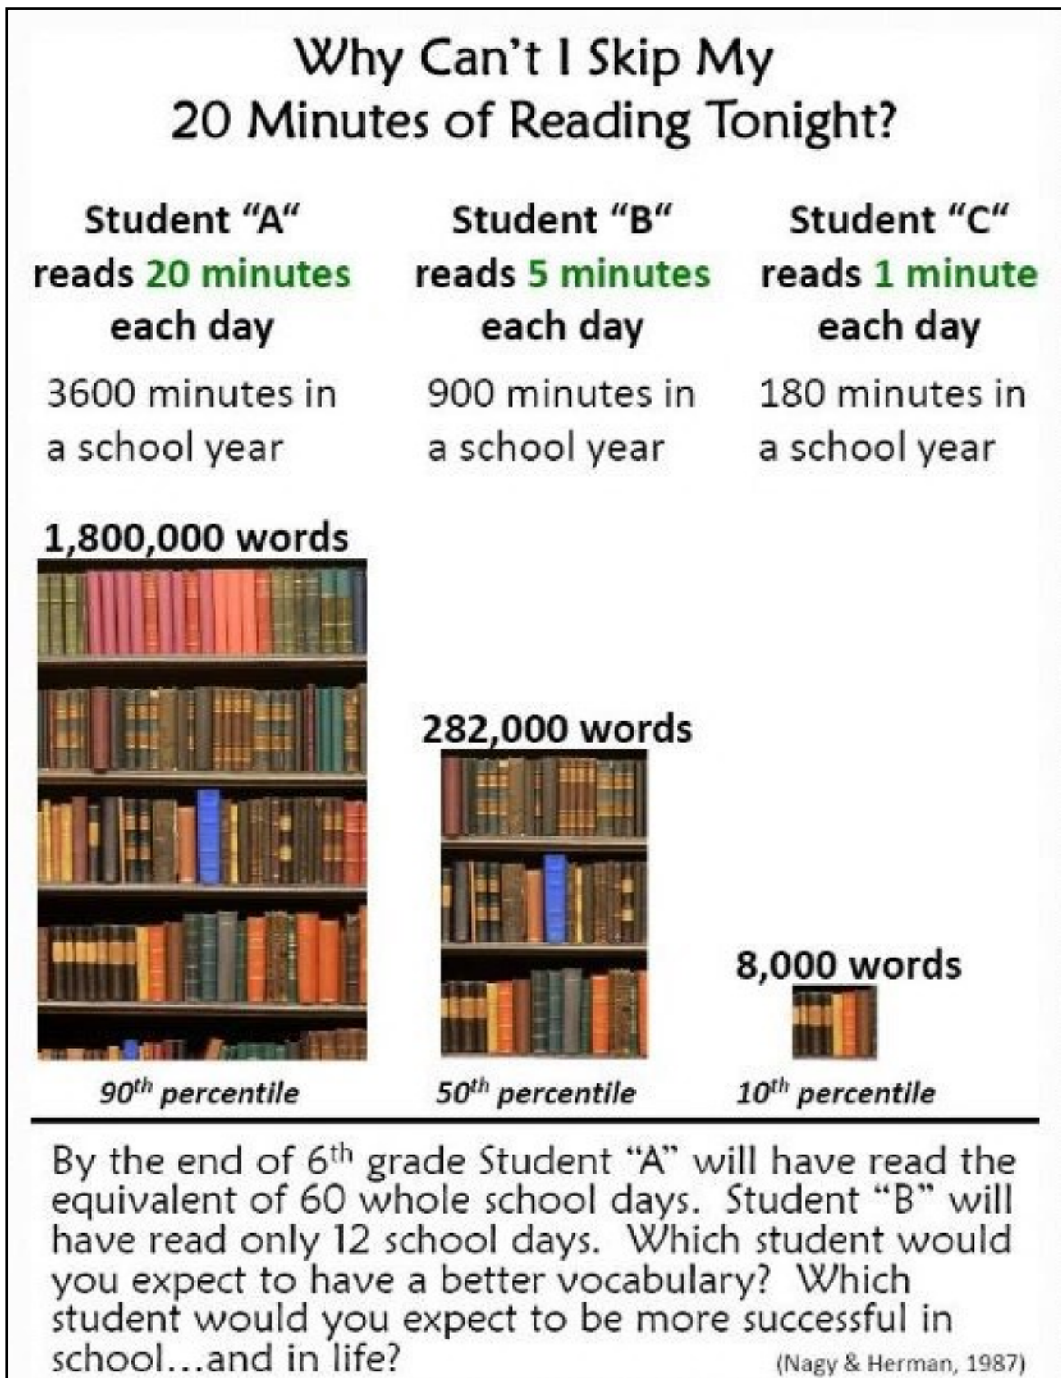 Why Can't I Skip My
20 Minutes of Reading Tonight?
Student “A“
reads 20 minutes
each day
3600 minutes in
a school year
1,800,000 words
90th percentile
Student “B“
reads 5 minutes
each day
900 minutes in
a school year
282,000 words
50th percentile
Student “C“
reads 1 minute
each day
180 minutes in
a school year
8,000 words
10th percentile
By the end of 6th grade Student “A” will have read the
equivalent of 60 whole school days. Student “B” will
have read only 12 school days. Which student would
you expect to have a better vocabulary? Which
student would you expect to be more successful in
school...and in life?
(Nagy & Herman, 1987)